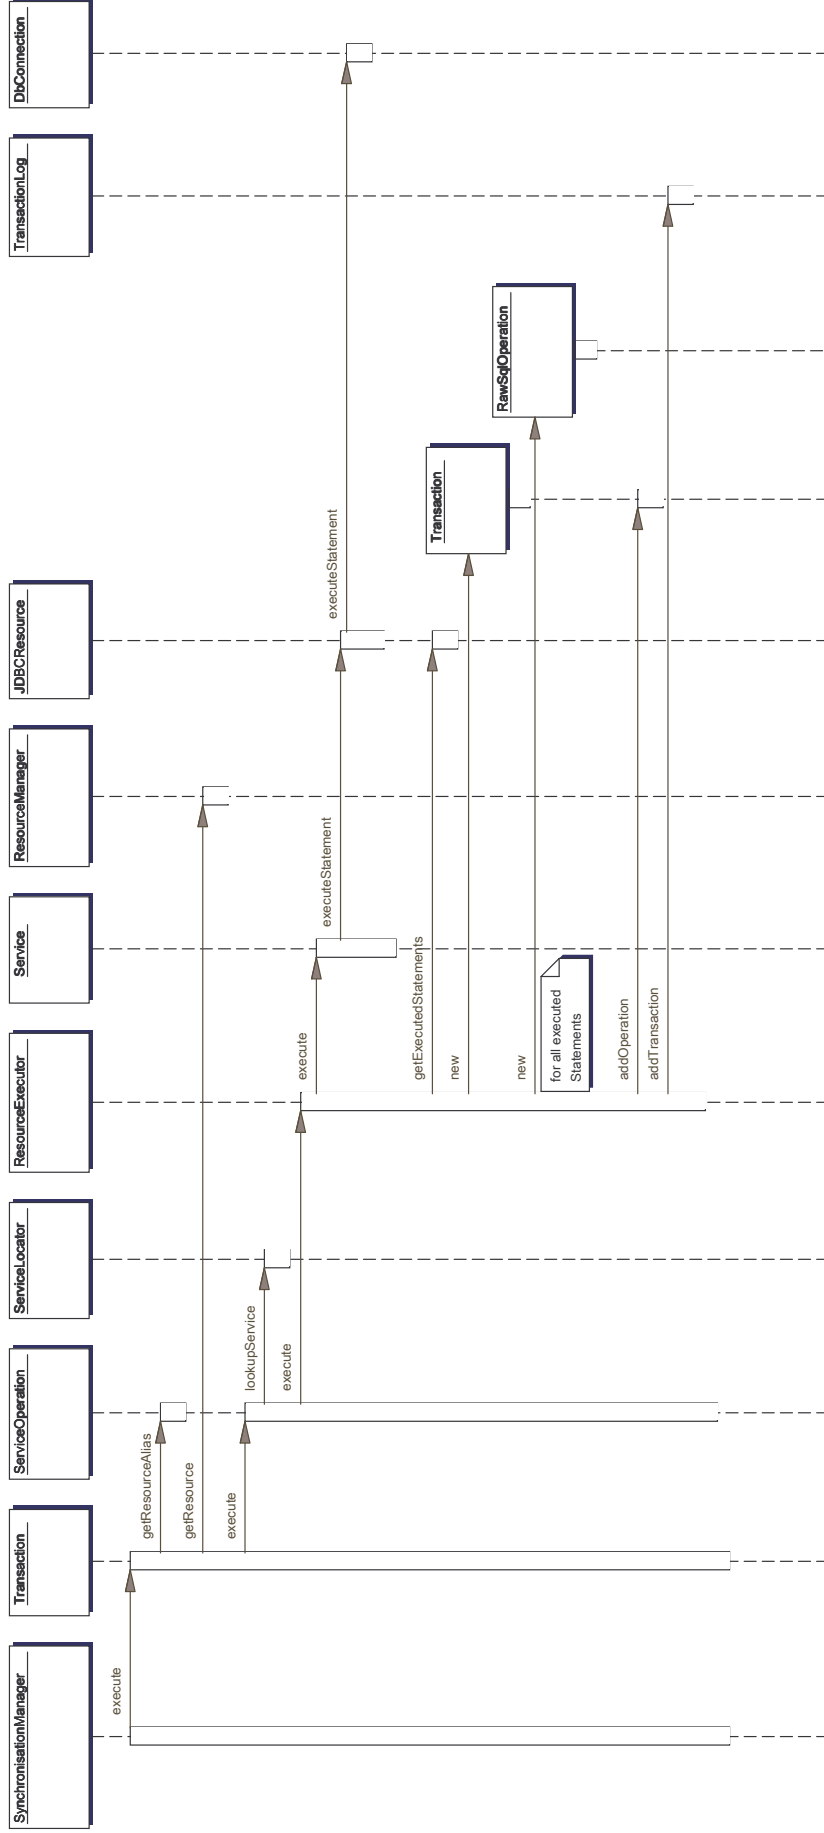 SynchronisationManager
Transaction
ServiceOperation
ServiceLocator
ResourceExecutor
Service
ResourceManager
JDBCResource
TransactionLog
DbConnection
execute
getResourceAlias
getResource
execute
lookupService
execute
execute
executeStatement
executeStatement
getExecutedStatements
new
Transaction
new
RawSqlOperation
for all executed
Statements
addOperation
addTransaction